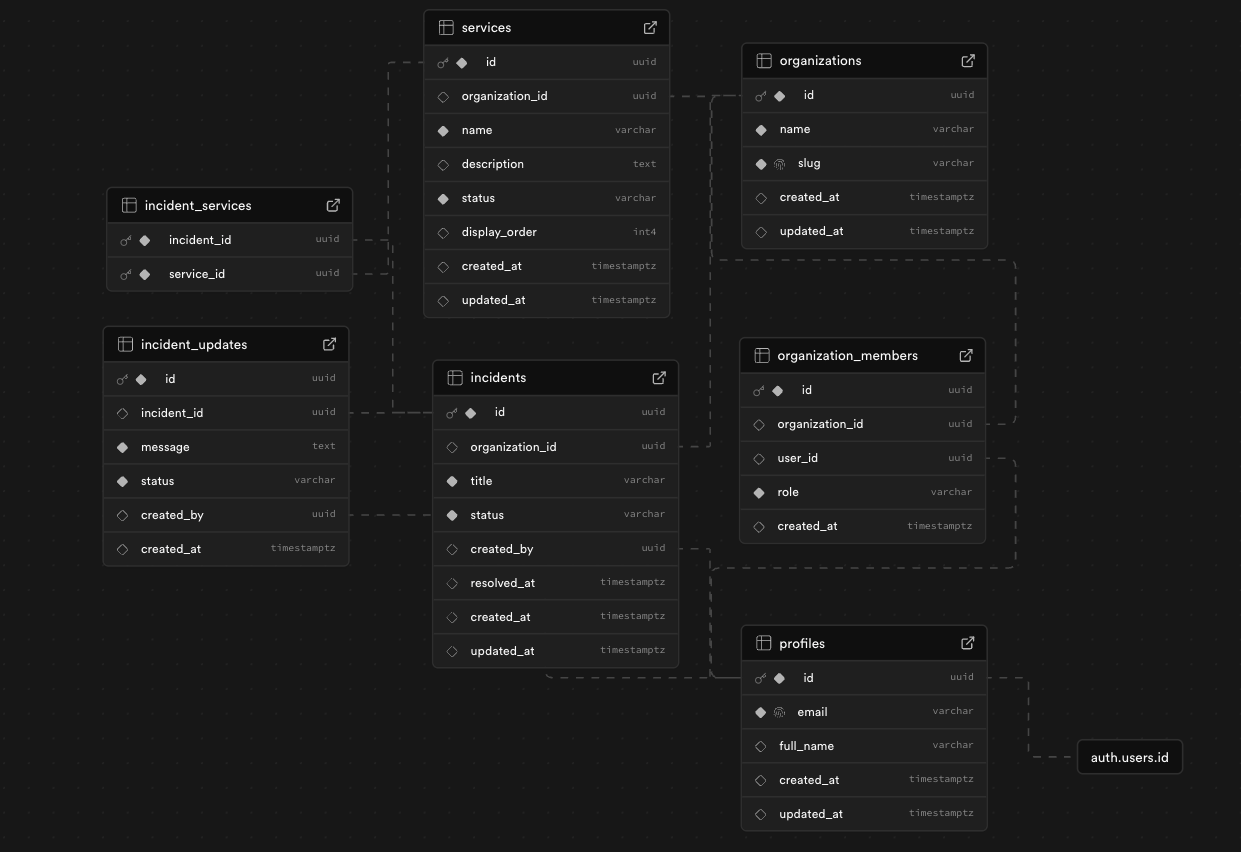 services
id uuid
organization_id uuid
name varchar
description text
status varchar
display_order int4
created_at timestamptz
updated_at timestamptz
organizations
id uuid
name varchar
slug varchar
created_at timestamptz
updated_at timestamptz
incident_services
incident_id uuid
service_id uuid
incident_updates
id uuid
incident_id uuid
message text
status varchar
created_by uuid
created_at timestamptz
incidents
id uuid
organization_id uuid
title varchar
status varchar
created_by uuid
resolved_at timestamptz
created_at timestamptz
updated_at timestamptz
organization_members
id uuid
organization_id uuid
user_id uuid
role varchar
created_at timestamptz
profiles
id uuid
email varchar
full_name varchar
created_at timestamptz
updated_at timestamptz
auth.users.id